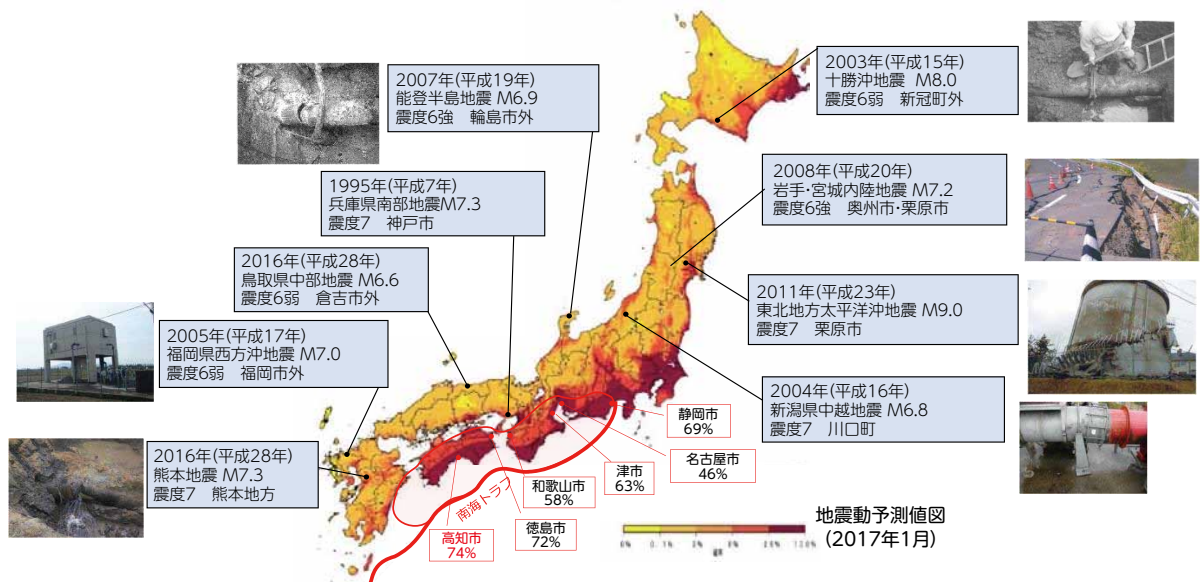 2007年(平成19年)
能登半島地震 M6.9
震度6強　輪島市外
2003年(平成15年)
十勝沖地震　M8.0
震度6弱　新冠町外
1995年(平成7年)
兵庫県南部地震M7.3
震度7　神戸市
2008年(平成20年)
岩手・宮城内陸地震 M7.2
震度6強　奥州市・栗原市
2016年(平成28年)
鳥取県中部地震 M6.6
震度6弱　倉吉市外
2011年(平成23年)
東北地方太平洋沖地震 M9.0
震度7　栗原市
2005年(平成17年)
福岡県西方沖地震 M7.0
震度6弱　福岡市外
2004年(平成16年)
新潟県中越地震 M6.8
震度7　川口町
2016年(平成28年)
熊本地震 M7.3
震度7　熊本地方
静岡市
69%
名古屋市
46%
津市
63%
和歌山市
58%
徳島市
72%
高知市
74%
南海トラフ
地震動予測値図
(2017年1月)
0% 0.1% 3% 26% 100%